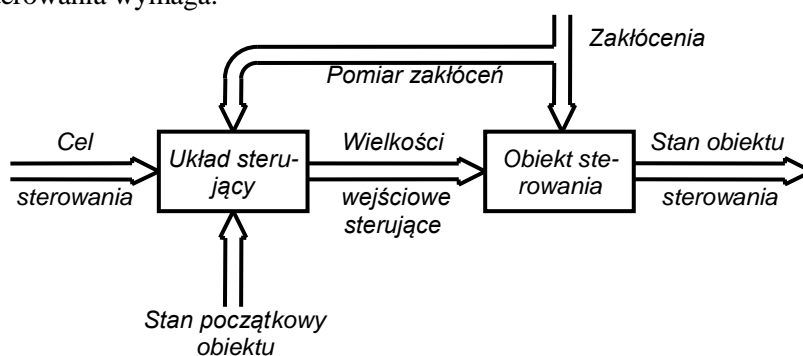 erowania wymaga:
Zakłócenia
Pomiar zakłóceń
Cel
sterowania
Układ steru-
jący
Wielkości
wejściowe
sterujące
Obiekt ste-
rowania
Stan obiektu
sterowania
Stan początkowy
obiektu